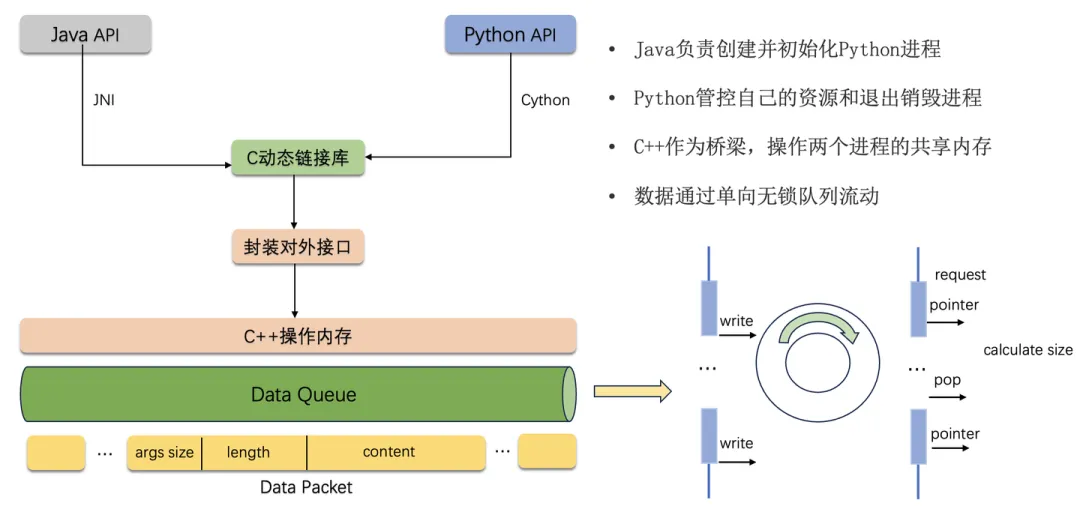 Java API
Python API
JNI
Cython
C动态链接库
封装对外接口
C++操作内存
Data Queue
... args size length content ...
Data Packet
• Java负责创建并初始化Python进程
• Python管控自己的资源和退出销毁进程
• C++作为桥梁，操作两个进程的共享内存
• 数据通过单向无锁队列流动
write
...
write
request
pointer
calculate size
...
pop
pointer